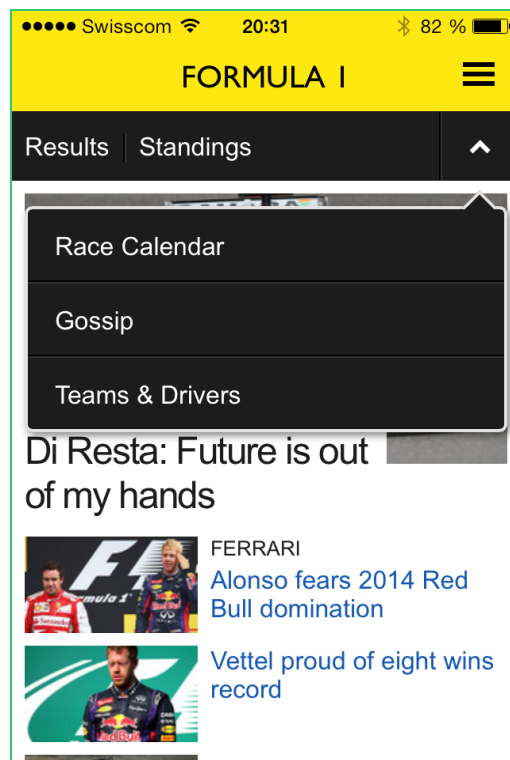 Swisscom 20:31 82 %
FORMULA 1
Results Standings
Race Calendar
Gossip
Teams & Drivers
Di Resta: Future is out
of my hands
FERRARI
Alonso fears 2014 Red
Bull domination
Vettel proud of eight wins
record